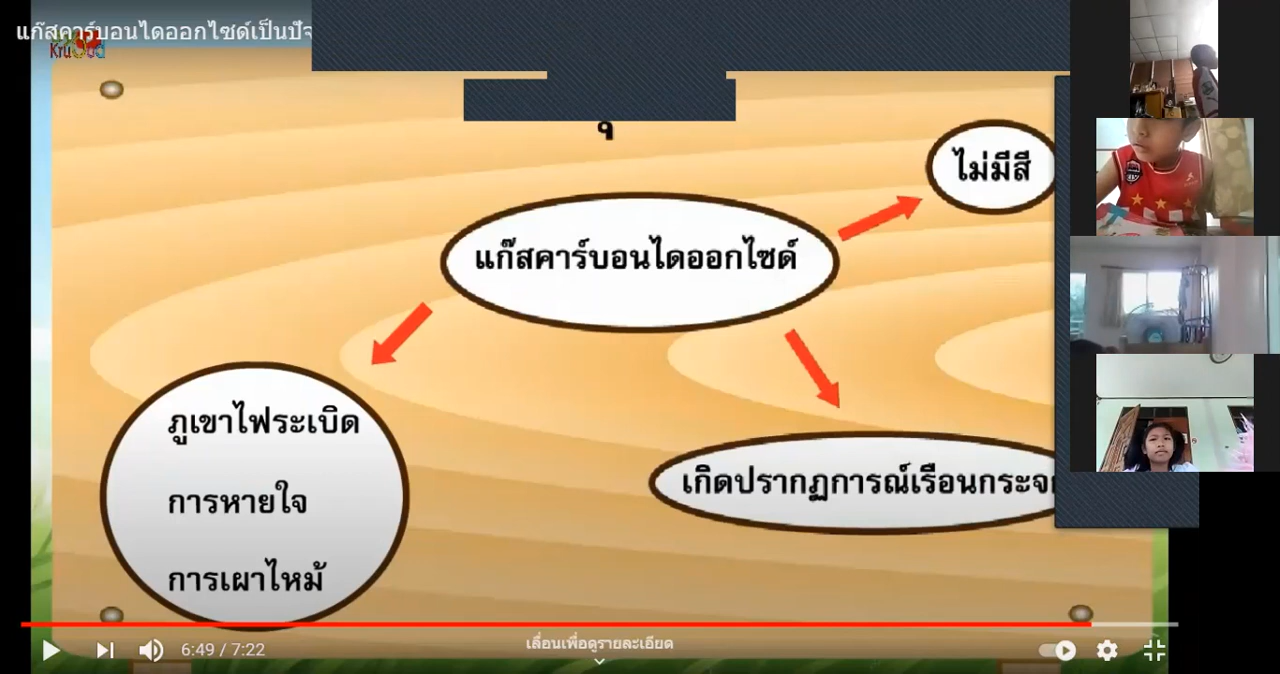 แก๊สคาร์บอนไดออกไซด์เป็นปัจ
ไม่มีสี
แก๊สคาร์บอนไดออกไซด์
ภูเขาไฟระเบิด
การหายใจ
การเผาไหม้
เกิดปรากฏการณ์เรือนกระจก
6:49 / 7:22
เลื่อนเพื่อดูรายละเอียด